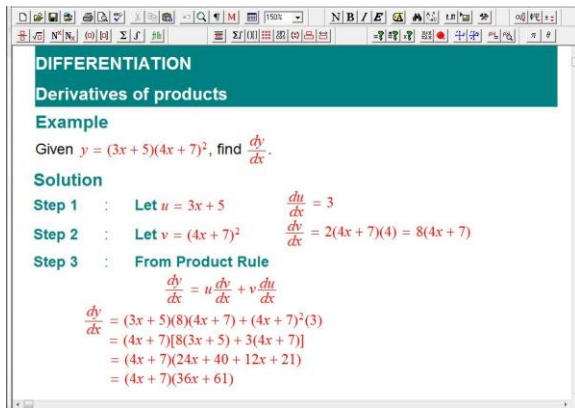 150%
N B I E
DIFFERENTIATION
Derivatives of products
Example
Given y = (3x + 5)(4x + 7)², find dy/dx.
Solution
Step 1 : Let u = 3x + 5 du/dx = 3
Step 2 : Let v = (4x + 7)² dv/dx = 2(4x + 7)(4) = 8(4x + 7)
Step 3 : From Product Rule
dy/dx = u dv/dx + v du/dx
dy/dx = (3x + 5)(8)(4x + 7) + (4x + 7)²(3)
= (4x + 7)[8(3x + 5) + 3(4x + 7)]
= (4x + 7)(24x + 40 + 12x + 21)
= (4x + 7)(36x + 61)